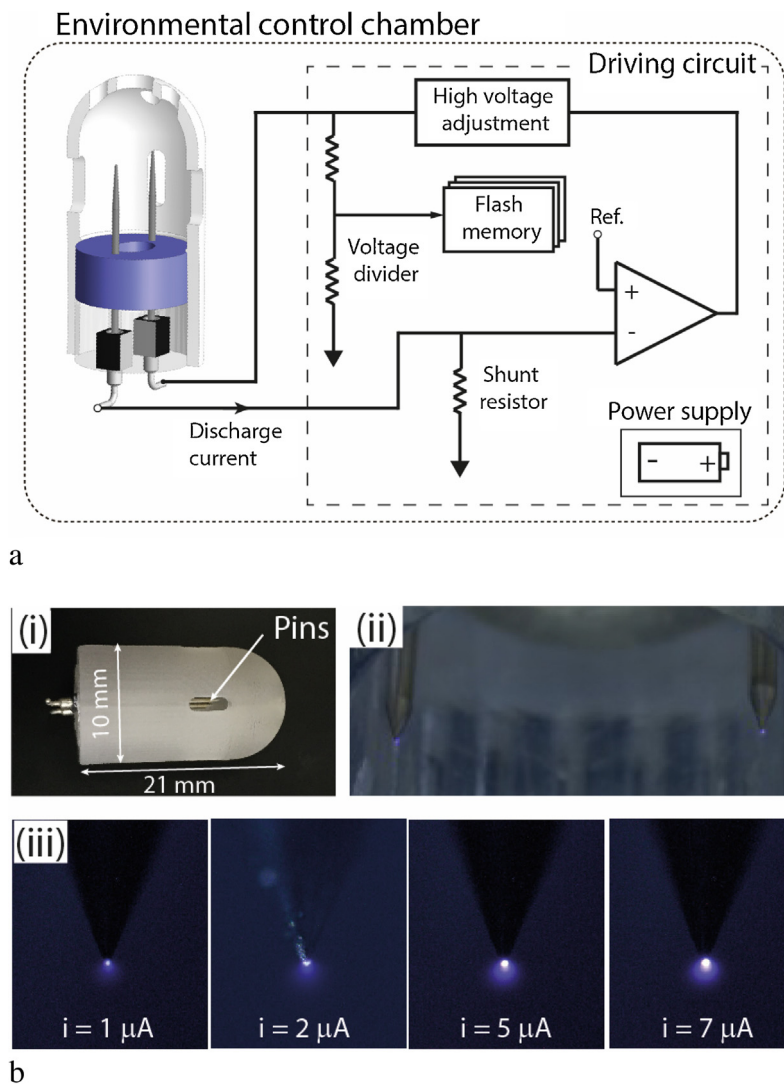 Environmental control chamber
Driving circuit
High voltage
adjustment
Flash
memory
Ref.
Voltage
divider
+
-
Shunt
resistor
Discharge
current
Power supply
- +
a
(i)
Pins
10 mm
21 mm
(ii)
(iii)
i = 1 μA
i = 2 μA
i = 5 μA
i = 7 μA
b